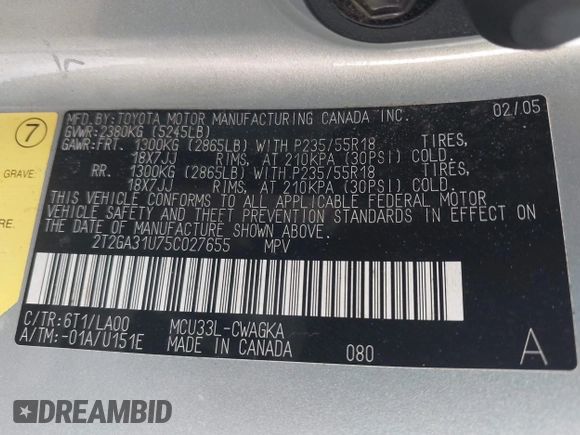 MFD.BY:TOYOTA MOTOR MANUFACTURING CANADA INC. 02/05
GVWR:2380KG (5245LB)
GAWR:FRT. 1300KG (2865LB) WITH P235/55R18 TIRES,
18X7JJ RIMS, AT 210KPA (30PSI) COLD.
RR. 1300KG (2865LB) WITH P235/55R18 TIRES,
18X7JJ RIMS, AT 210KPA (30PSI) COLD.
THIS VEHICLE CONFORMS TO ALL APPLICABLE FEDERAL MOTOR
VEHICLE SAFETY AND THEFT PREVENTION STANDARDS IN EFFECT ON
THE DATE OF MANUFACTURE SHOWN ABOVE.
2T2GA31U75C027655 MPV
C/TR:6T1/LA00 MCU33L-CWAGKA
A/TM:-01A/U151E MADE IN CANADA 080 A
7
GRAVE
RE.
DREAMBID